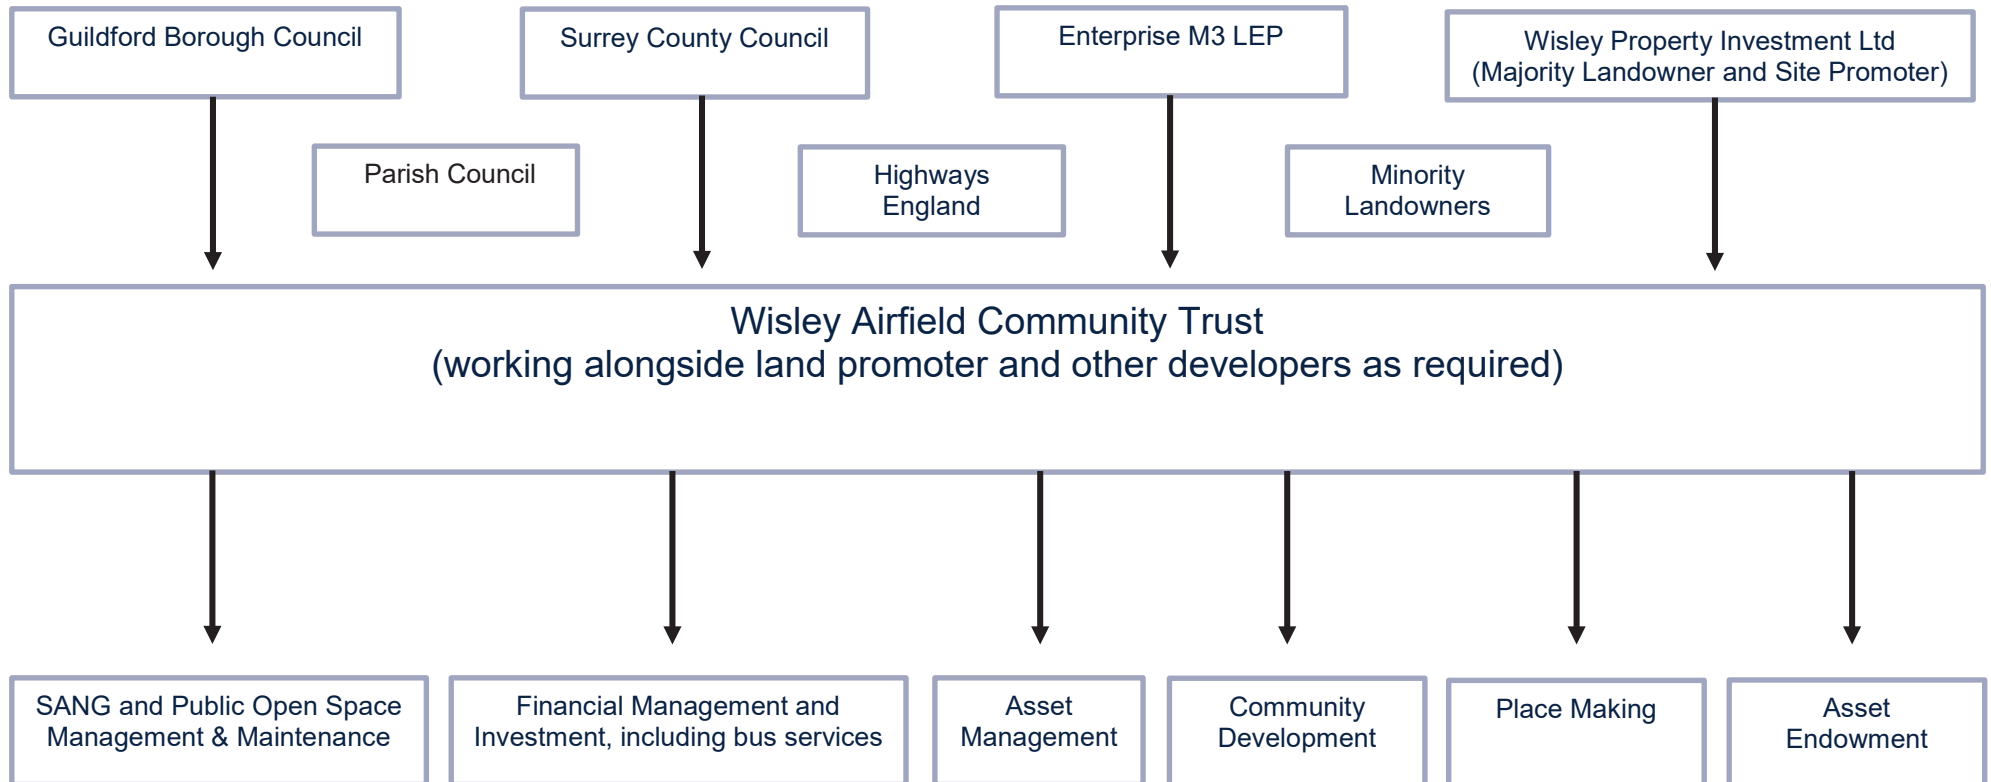 Guildford Borough Council
Surrey County Council
Enterprise M3 LEP
Wisley Property Investment Ltd
(Majority Landowner and Site Promoter)
Parish Council
Highways
England
Minority
Landowners
Wisley Airfield Community Trust
(working alongside land promoter and other developers as required)
SANG and Public Open Space
Management & Maintenance
Financial Management and
Investment, including bus services
Asset
Management
Community
Development
Place Making
Asset
Endowment